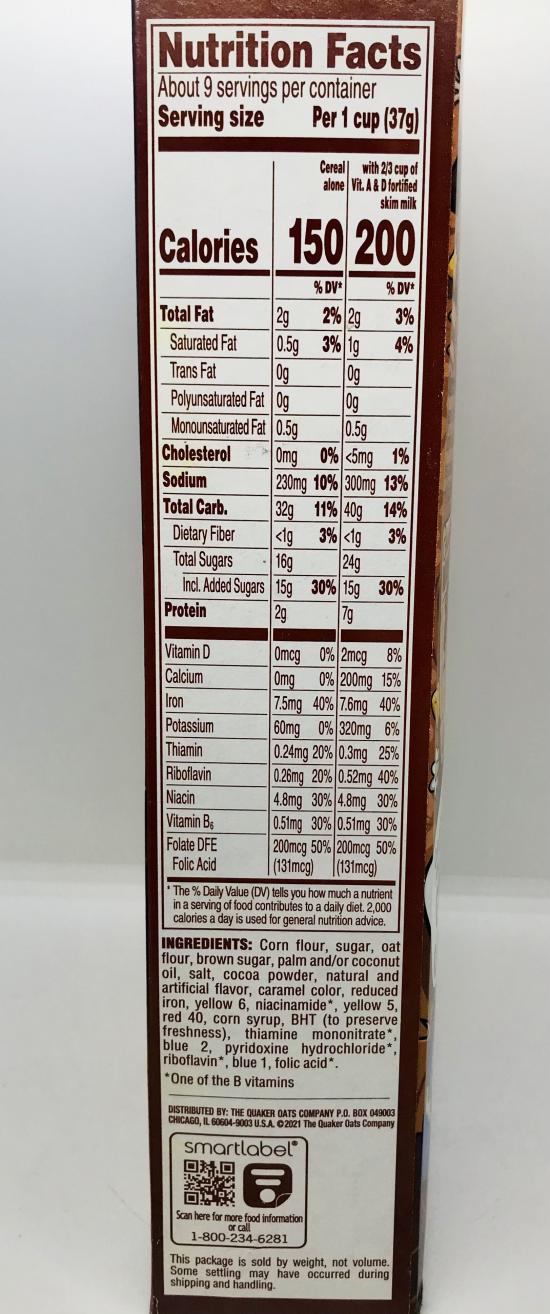 Nutrition Facts
About 9 servings per container
Serving size Per 1 cup (37g)
Cereal alone with 2/3 cup of Vit. A & D fortified skim milk
Calories 150 200
% DV* % DV*
Total Fat 2g 2% 2g 3%
Saturated Fat 0.5g 3% 1g 4%
Trans Fat 0g 0g
Polyunsaturated Fat 0g 0g
Monounsaturated Fat 0.5g 0.5g
Cholesterol 0mg 0% <5mg 1%
Sodium 230mg 10% 300mg 13%
Total Carb. 32g 11% 40g 14%
Dietary Fiber <1g 3% <1g 3%
Total Sugars 16g 24g
Incl. Added Sugars 15g 30% 15g 30%
Protein 2g 7g
Vitamin D 0mcg 0% 2mcg 8%
Calcium 0mg 0% 200mg 15%
Iron 7.5mg 40% 7.6mg 40%
Potassium 60mg 0% 320mg 6%
Thiamin 0.24mg 20% 0.3mg 25%
Riboflavin 0.26mg 20% 0.52mg 40%
Niacin 4.8mg 30% 4.8mg 30%
Vitamin B₆ 0.51mg 30% 0.51mg 30%
Folate DFE 200mcg 50% 200mcg 50%
Folic Acid (131mcg) (131mcg)
* The % Daily Value (DV) tells you how much a nutrient
in a serving of food contributes to a daily diet. 2,000
calories a day is used for general nutrition advice.
INGREDIENTS: Corn flour, sugar, oat
flour, brown sugar, palm and/or coconut
oil, salt, cocoa powder, natural and
artificial flavor, caramel color, reduced
iron, yellow 6, niacinamide*, yellow 5,
red 40, corn syrup, BHT (to preserve
freshness), thiamine mononitrate*,
blue 2, pyridoxine hydrochloride*,
riboflavin*, blue 1, folic acid*.
*One of the B vitamins
DISTRIBUTED BY: THE QUAKER OATS COMPANY P.O. BOX 049003
CHICAGO, IL 60604-9003 U.S.A. ©2021 The Quaker Oats Company
smartlabel®
Scan here for more food information
or call
1-800-234-6281
This package is sold by weight, not volume.
Some settling may have occurred during
shipping and handling.